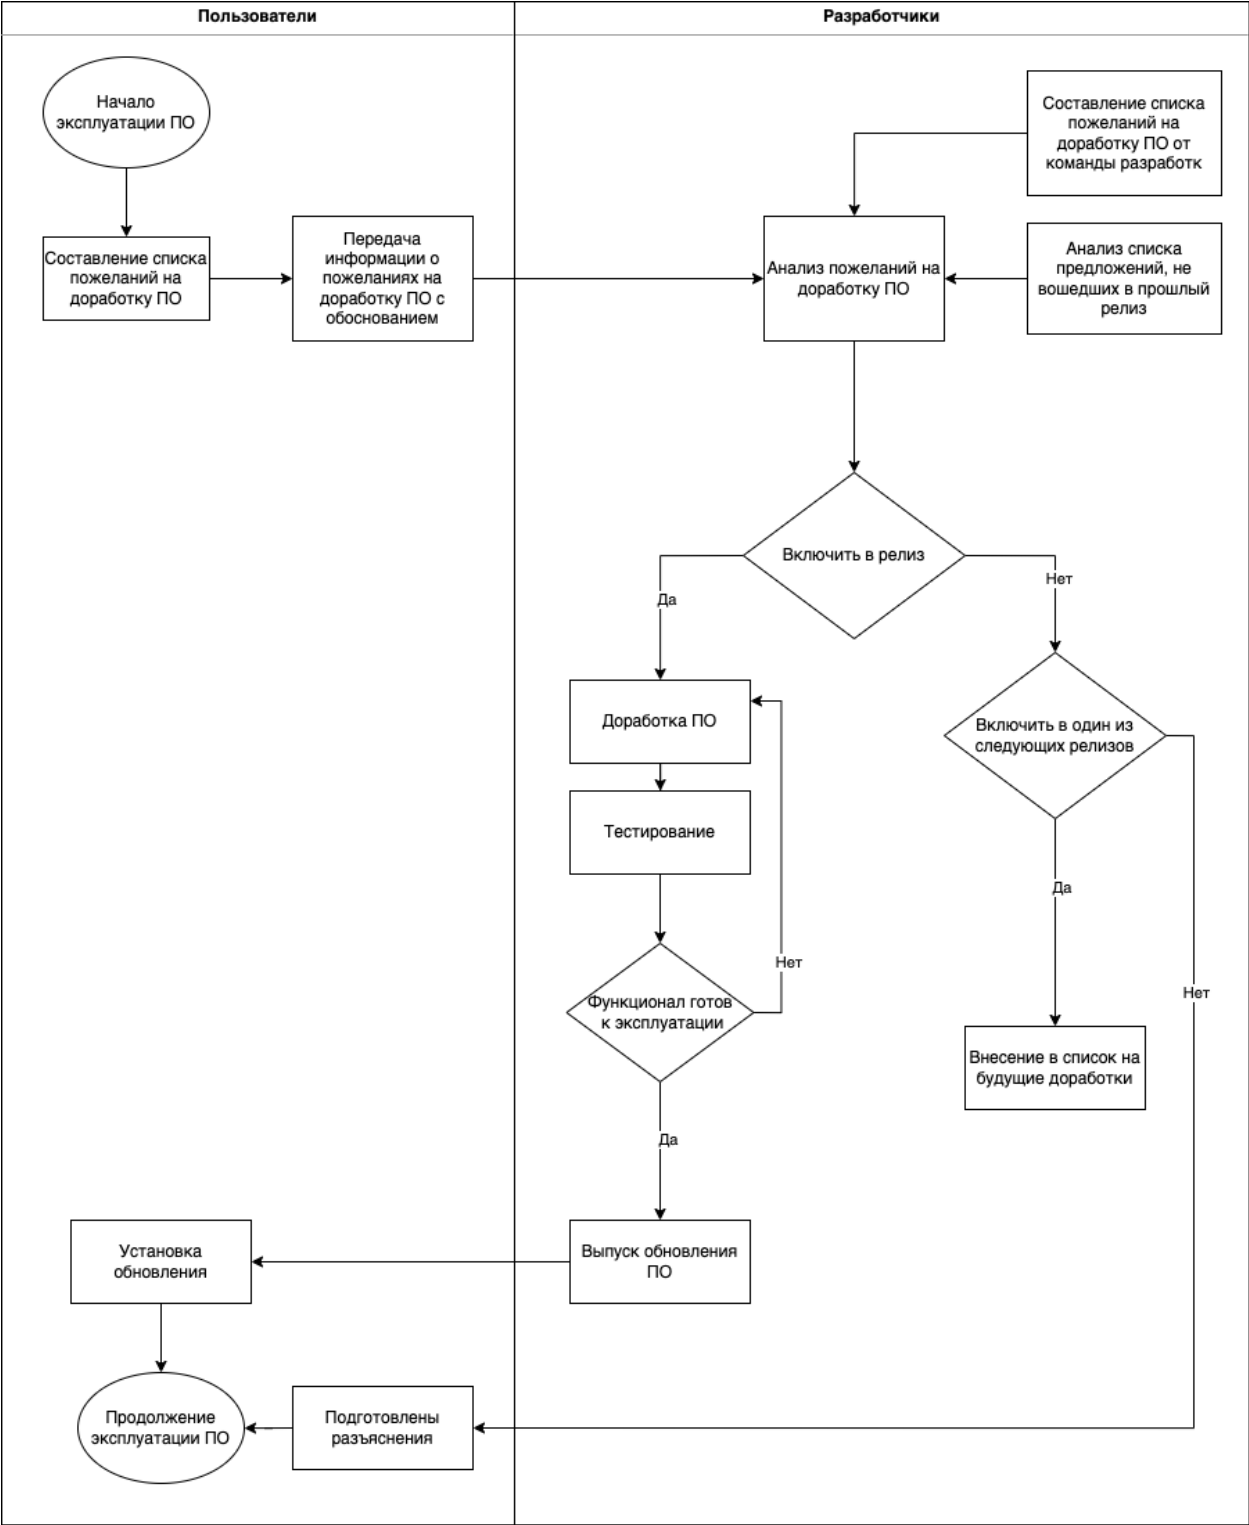 Пользователи
Разработчики
Начало
эксплуатации ПО
Составление списка
пожеланий на
доработку ПО от
команды разработк
Составление списка
пожеланий на
доработку ПО
Передача
информации о
пожеланиях на
доработку ПО с
обоснованием
Анализ пожеланий на
доработку ПО
Анализ списка
предложений, не
вошедших в прошлый
релиз
Включить в релиз
Да
Нет
Доработка ПО
Включить в один из
следующих релизов
Тестирование
Да
Нет
Нет
Функционал готов
к эксплуатации
Внесение в список на
будущие доработки
Да
Установка
обновления
Выпуск обновления
ПО
Продолжение
эксплуатации ПО
Подготовлены
разъяснения